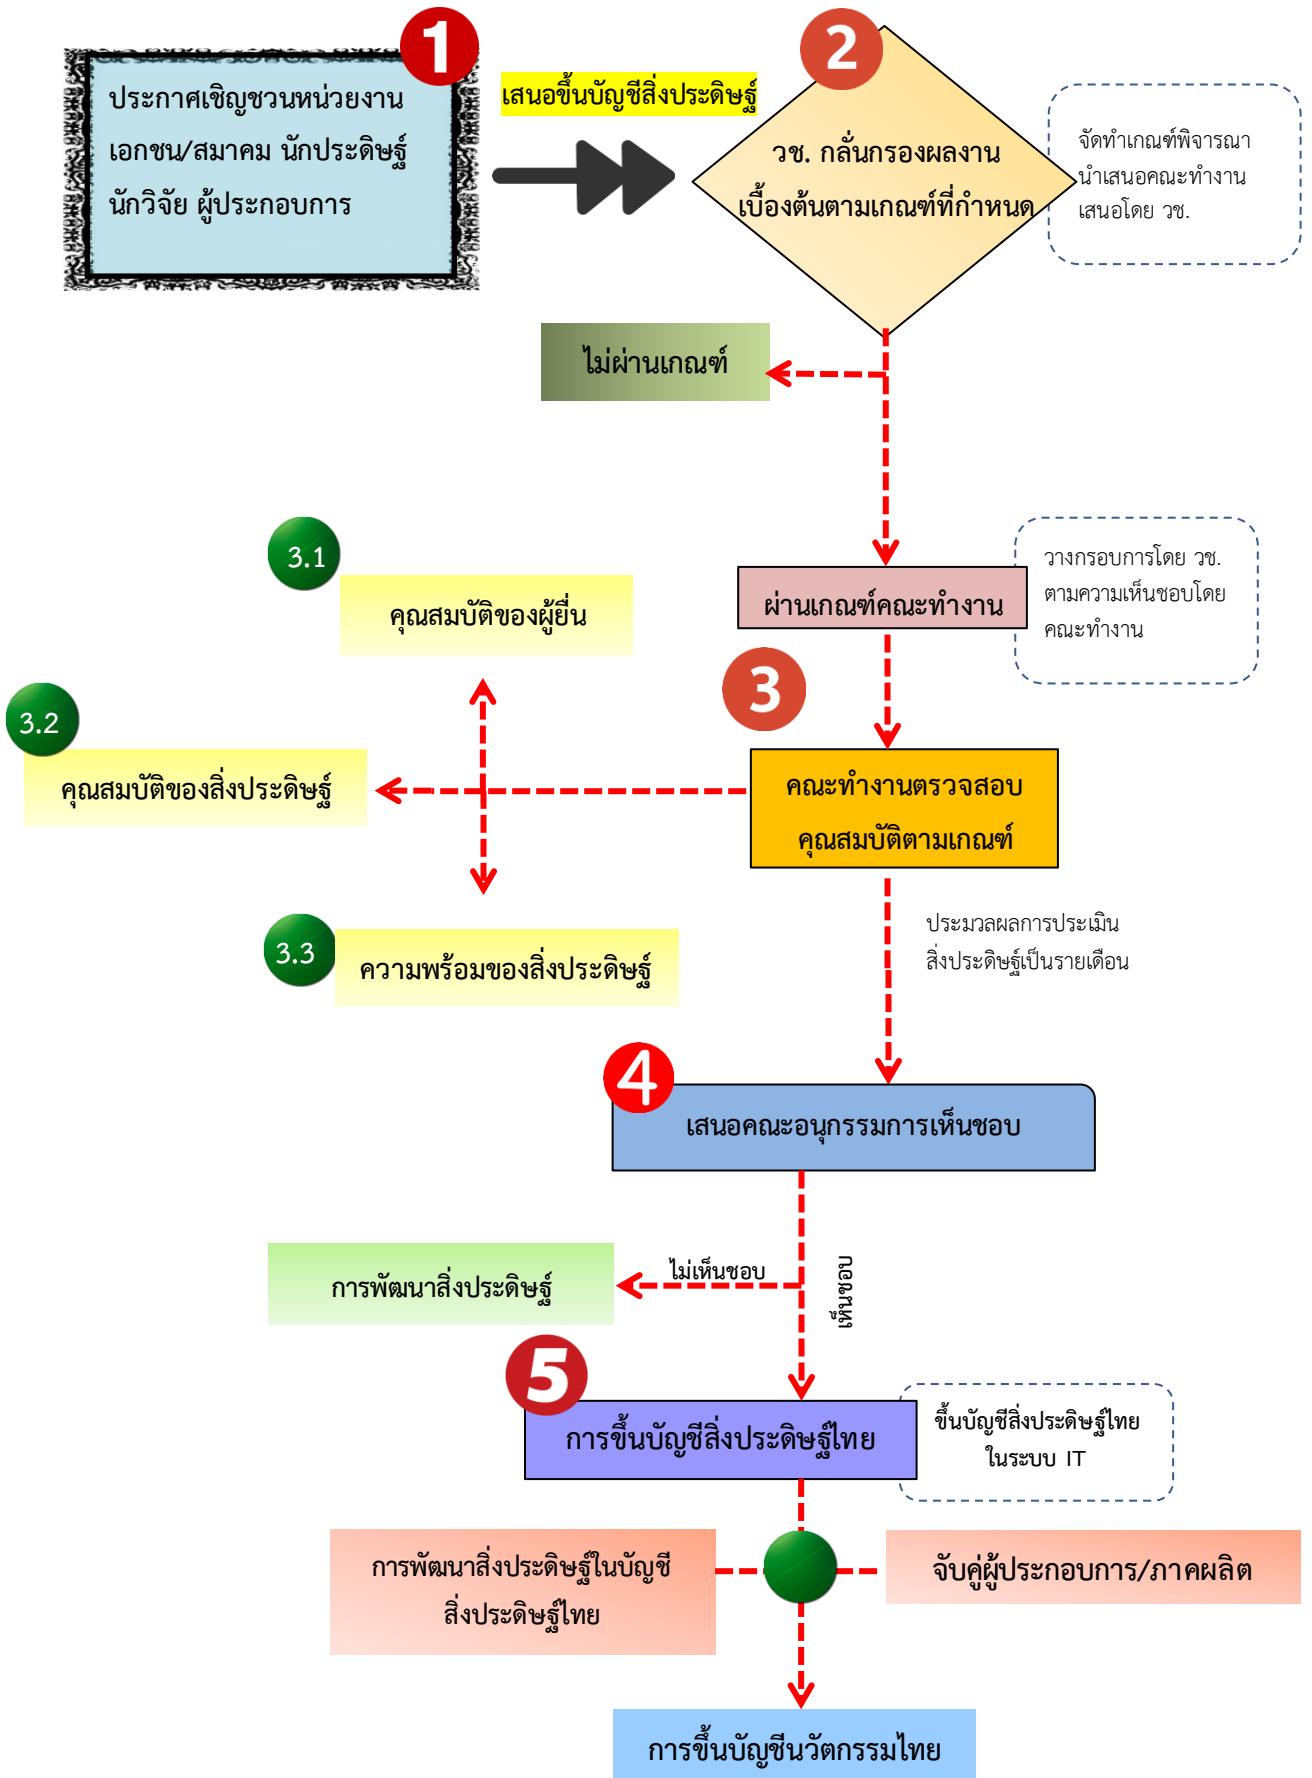 1
ประกาศเชิญชวนหน่วยงาน
เอกชน/สมาคม นักประดิษฐ์
นักวิจัย ผู้ประกอบการ
เสนอขึ้นบัญชีสิ่งประดิษฐ์
2
วช. กลั่นกรองผลงาน
เบื้องต้นตามเกณฑ์ที่กำหนด
จัดทำเกณฑ์พิจารณา
นำเสนอคณะทำงาน
เสนอโดย วช.
ไม่ผ่านเกณฑ์
วางกรอบการโดย วช.
ตามความเห็นชอบโดย
คณะทำงาน
ผ่านเกณฑ์คณะทำงาน
3
คณะทำงานตรวจสอบ
คุณสมบัติตามเกณฑ์
3.1
คุณสมบัติของผู้ยื่น
3.2
คุณสมบัติของสิ่งประดิษฐ์
3.3
ความพร้อมของสิ่งประดิษฐ์
ประมวลผลการประเมิน
สิ่งประดิษฐ์เป็นรายเดือน
4
เสนอคณะอนุกรรมการเห็นชอบ
ไม่เห็นชอบ
การพัฒนาสิ่งประดิษฐ์
เห็นชอบ
5
การขึ้นบัญชีสิ่งประดิษฐ์ไทย
ขึ้นบัญชีสิ่งประดิษฐ์ไทย
ในระบบ IT
การพัฒนาสิ่งประดิษฐ์ในบัญชี
สิ่งประดิษฐ์ไทย
จับคู่ผู้ประกอบการ/ภาคผลิต
การขึ้นบัญชีนวัตกรรมไทย